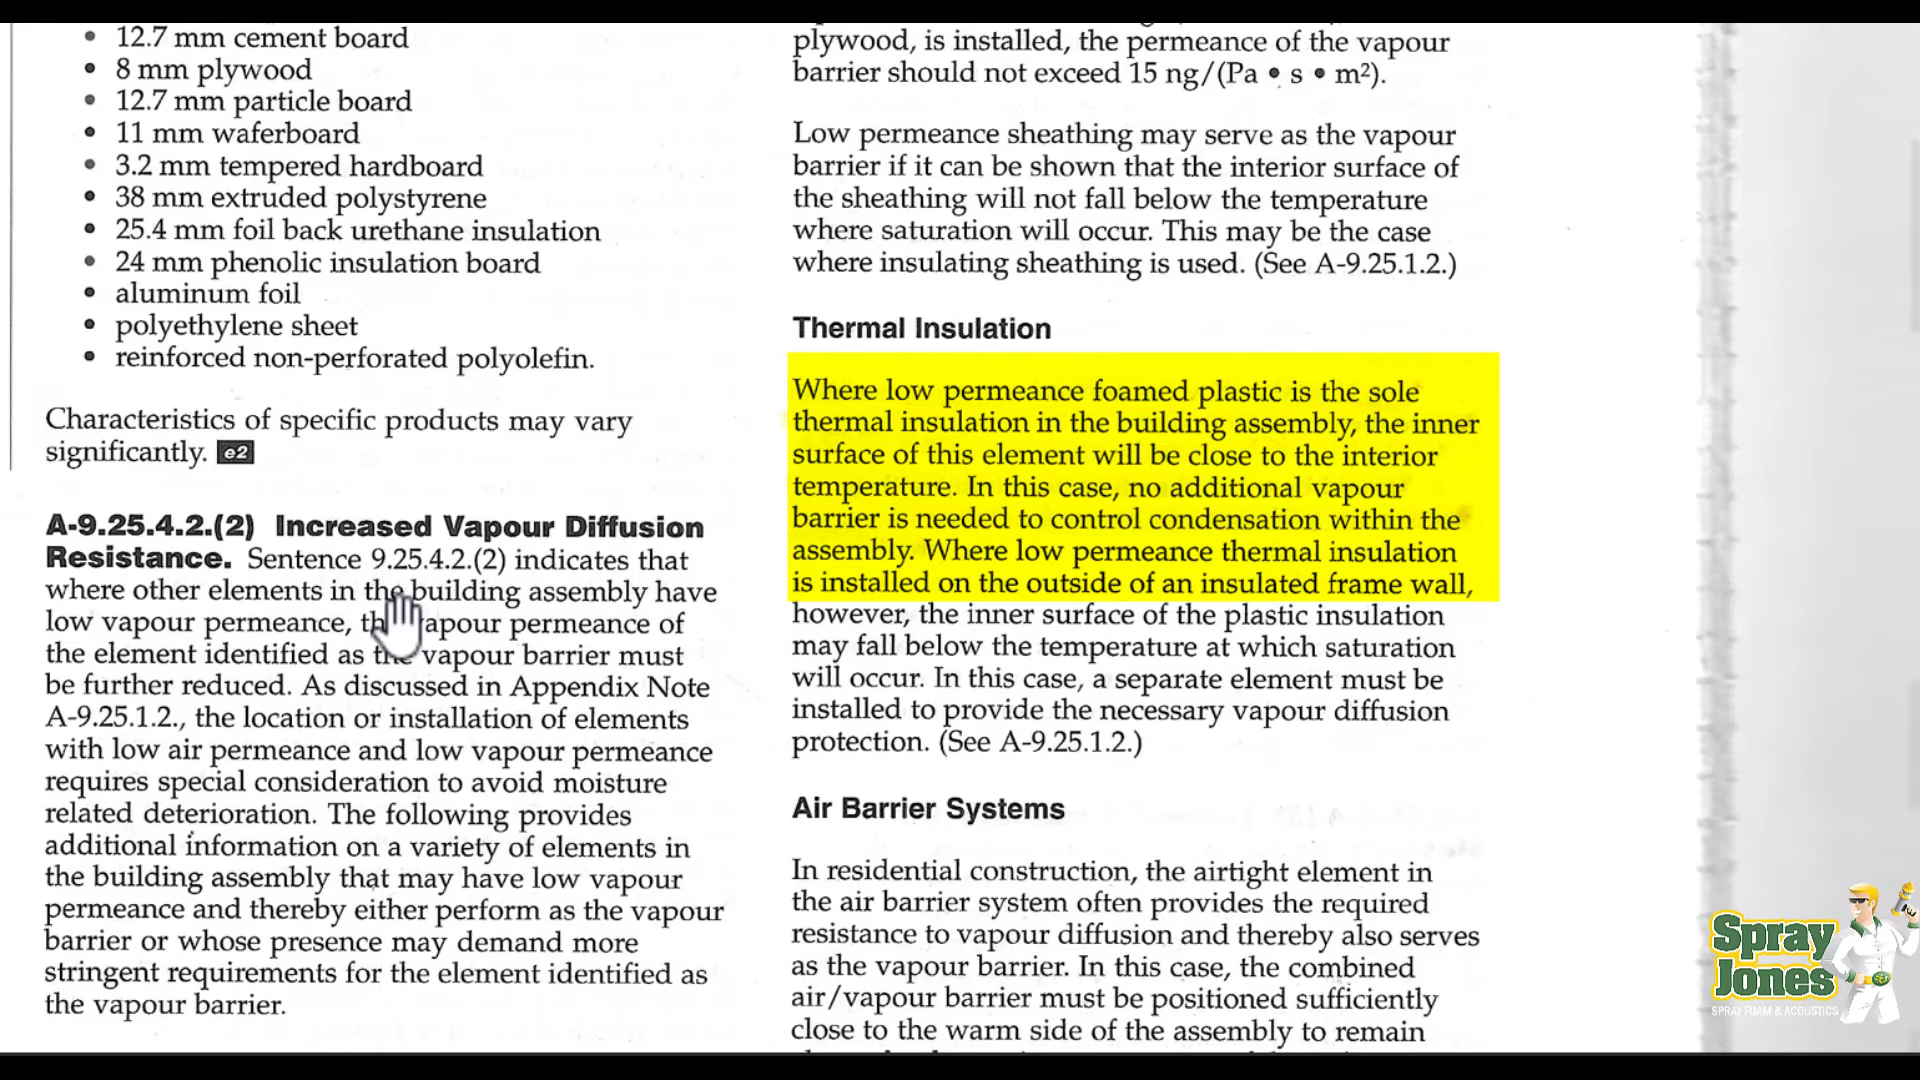 • 12.7 mm cement board
• 8 mm plywood
• 12.7 mm particle board
• 11 mm waferboard
• 3.2 mm tempered hardboard
• 38 mm extruded polystyrene
• 25.4 mm foil back urethane insulation
• 24 mm phenolic insulation board
• aluminum foil
• polyethylene sheet
• reinforced non-perforated polyolefin.
Characteristics of specific products may vary
significantly. e2
A-9.25.4.2.(2) Increased Vapour Diffusion
Resistance. Sentence 9.25.4.2.(2) indicates that
where other elements in the building assembly have
low vapour permeance, the vapour permeance of
the element identified as the vapour barrier must
be further reduced. As discussed in Appendix Note
A-9.25.1.2., the location or installation of elements
with low air permeance and low vapour permeance
requires special consideration to avoid moisture
related deterioration. The following provides
additional information on a variety of elements in
the building assembly that may have low vapour
permeance and thereby either perform as the vapour
barrier or whose presence may demand more
stringent requirements for the element identified as
the vapour barrier.
plywood, is installed, the permeance of the vapour
barrier should not exceed 15 ng/(Pa • s • m²).
Low permeance sheathing may serve as the vapour
barrier if it can be shown that the interior surface of
the sheathing will not fall below the temperature
where saturation will occur. This may be the case
where insulating sheathing is used. (See A-9.25.1.2.)
Thermal Insulation
Where low permeance foamed plastic is the sole
thermal insulation in the building assembly, the inner
surface of this element will be close to the interior
temperature. In this case, no additional vapour
barrier is needed to control condensation within the
assembly. Where low permeance thermal insulation
is installed on the outside of an insulated frame wall,
however, the inner surface of the plastic insulation
may fall below the temperature at which saturation
will occur. In this case, a separate element must be
installed to provide the necessary vapour diffusion
protection. (See A-9.25.1.2.)
Air Barrier Systems
In residential construction, the airtight element in
the air barrier system often provides the required
resistance to vapour diffusion and thereby also serves
as the vapour barrier. In this case, the combined
air/vapour barrier must be positioned sufficiently
close to the warm side of the assembly to remain
Spray
Jones
SPRAY FOAM & ACOUSTICS